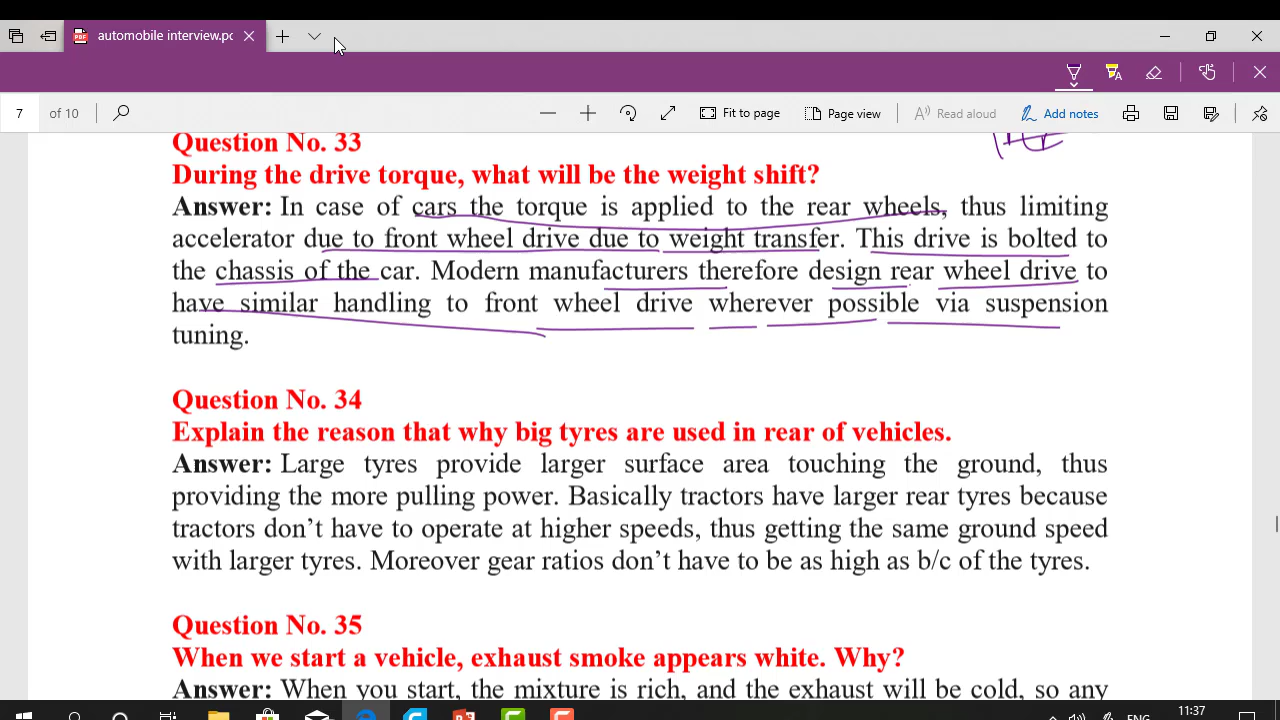 automobile interview.pc
7 of 10 Fit to page Page view Read aloud Add notes
Question No. 33
During the drive torque, what will be the weight shift?
Answer: In case of cars the torque is applied to the rear wheels, thus limiting
accelerator due to front wheel drive due to weight transfer. This drive is bolted to
the chassis of the car. Modern manufacturers therefore design rear wheel drive to
have similar handling to front wheel drive wherever possible via suspension
tuning.
Question No. 34
Explain the reason that why big tyres are used in rear of vehicles.
Answer: Large tyres provide larger surface area touching the ground, thus
providing the more pulling power. Basically tractors have larger rear tyres because
tractors don't have to operate at higher speeds, thus getting the same ground speed
with larger tyres. Moreover gear ratios don't have to be as high as b/c of the tyres.
Question No. 35
When we start a vehicle, exhaust smoke appears white. Why?
Answer: When you start, the mixture is rich, and the exhaust will be cold, so any
ENG 11:37